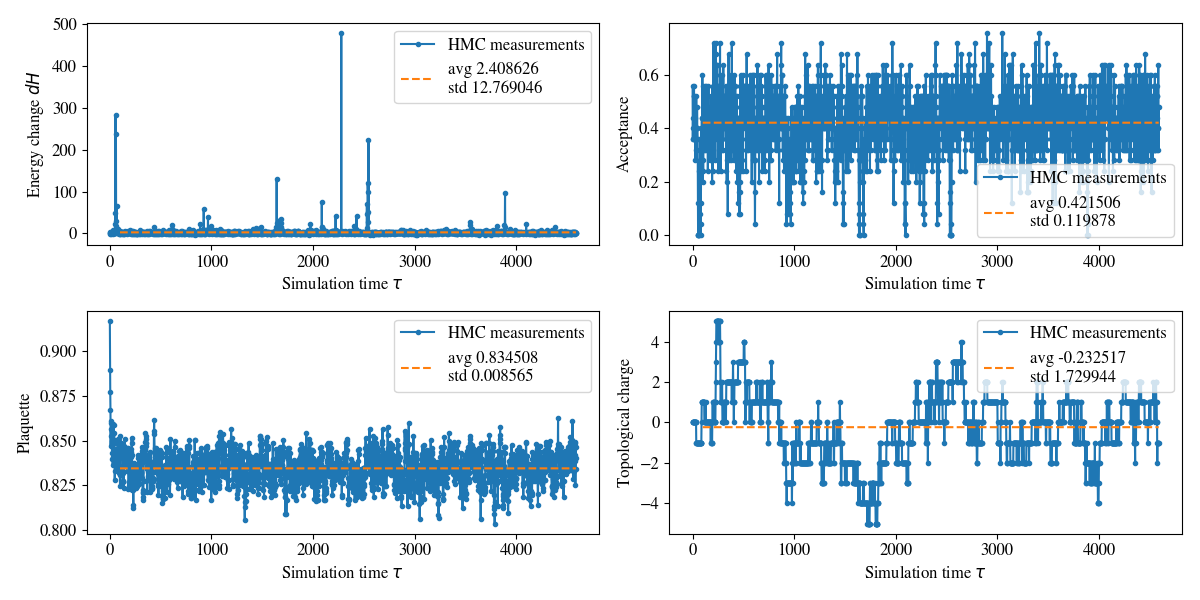 500
400
300
200
100
0
Energy change dH
HMC measurements
avg 2.408626
std 12.769046
0 1000 2000 3000 4000
Simulation time τ
0.6
0.4
0.2
0.0
Acceptance
HMC measurements
avg 0.421506
std 0.119878
0 1000 2000 3000 4000
Simulation time τ
0.900
0.875
0.850
0.825
0.800
Plaquette
HMC measurements
avg 0.834508
std 0.008565
0 1000 2000 3000 4000
Simulation time τ
4
2
0
−2
−4
Topological charge
HMC measurements
avg -0.232517
std 1.729944
0 1000 2000 3000 4000
Simulation time τ